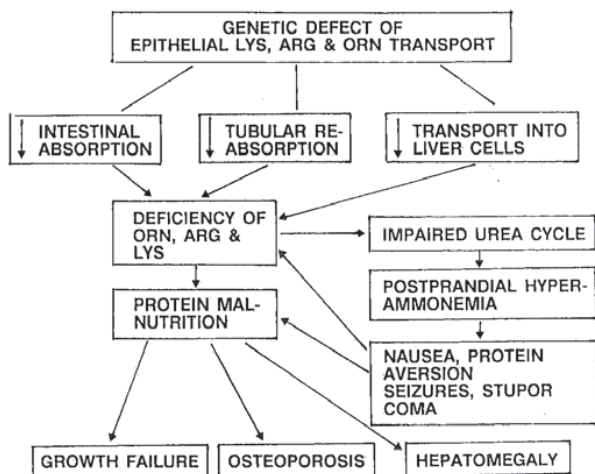 GENETIC DEFECT OF
EPITHELIAL LYS, ARG & ORN TRANSPORT
INTESTINAL
ABSORPTION
TUBULAR RE-
ABSORPTION
TRANSPORT INTO
LIVER CELLS
DEFICIENCY OF
ORN, ARG &
LYS
IMPAIRED UREA CYCLE
POSTPRANDIAL HYPER-
AMMONEMIA
PROTEIN MAL-
NUTRITION
NAUSEA, PROTEIN
AVERSION
SEIZURES, STUPOR
COMA
GROWTH FAILURE
OSTEOPOROSIS
HEPATOMEGALY